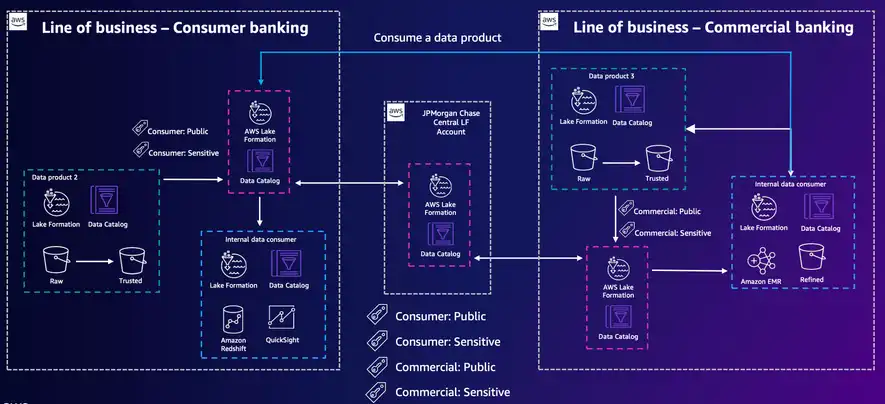 aws
Line of business – Consumer banking
Consume a data product
aws
Line of business – Commercial banking
Consumer: Public
Consumer: Sensitive
AWS Lake
Formation
Data Catalog
Data product 2
Lake Formation
Data Catalog
Raw
Trusted
Internal data consumer
Lake Formation
Data Catalog
Amazon
Redshift
QuickSight
aws
JPMorgan Chase
Central LF
Account
AWS Lake
Formation
Data Catalog
Consumer: Public
Consumer: Sensitive
Commercial: Public
Commercial: Sensitive
Data product 3
Lake Formation
Data Catalog
Raw
Trusted
Commercial: Public
Commercial: Sensitive
AWS Lake
Formation
Data Catalog
Internal data consumer
Lake Formation
Data Catalog
Amazon EMR
Refined